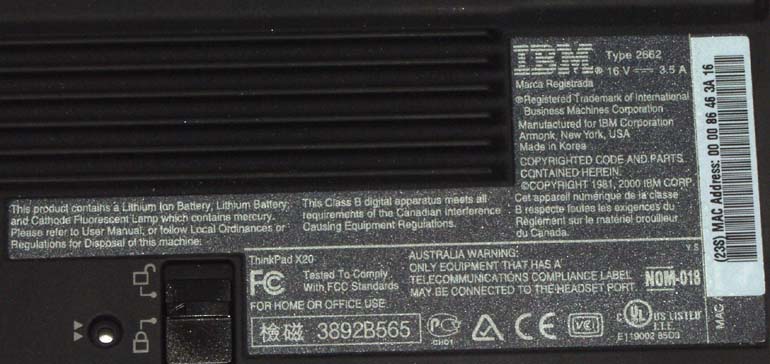 IBM® Type 2662
16 V ⎓ 3.5 A
Marca Registrada
®Registered Trademark of International
Business Machines Corporation
Manufactured for IBM Corporation
Armonk, New York, USA
Made in Korea
COPYRIGHTED CODE AND PARTS
CONTAINED HEREIN.
©COPYRIGHT 1981, 2000 IBM CORP
Cet appareil numérique de la classe
B respecte toutes les exigences du
Règlement sur le matériel brouilleur
du Canada.
This product contains a Lithium Ion Battery, Lithium Battery
and Cathode Fluorescent Lamp which contains mercury.
Please refer to User Manual, or follow Local Ordinances or
Regulations for Disposal of this machine.
This Class B digital apparatus meets all
requirements of the Canadian Interference
Causing Equipment Regulations.
ThinkPad X20
FC Tested To Comply
With FCC Standards
FOR HOME OR OFFICE USE
AUSTRALIA WARNING:
ONLY EQUIPMENT THAT HAS A
TELECOMMUNICATIONS COMPLIANCE LABEL
MAY BE CONNECTED TO THE HEADSET PORT.
Y.S
NOM-018
檢磁 3892B565
CE
VCI
UL
US LISTED
I.T.E.
E119002 85D3
(23S) MAC Address: 00 00 86 46 3A 16
MAC A